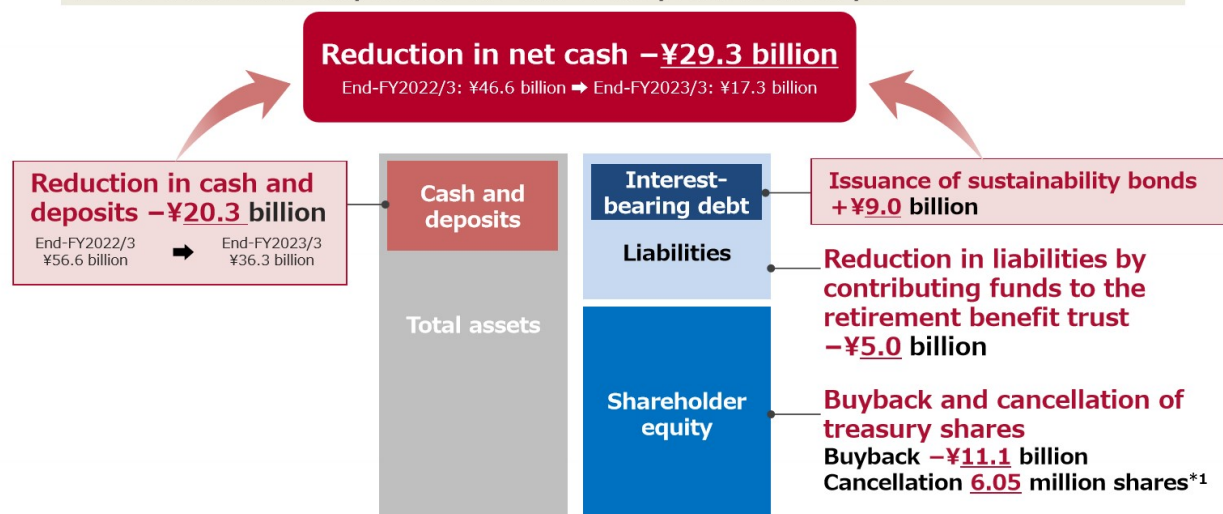 Reduction in net cash −¥29.3 billion
End-FY2022/3: ¥46.6 billion ➡ End-FY2023/3: ¥17.3 billion
Reduction in cash and
deposits −¥20.3 billion
End-FY2022/3 ➡ End-FY2023/3
¥56.6 billion ¥36.3 billion
Cash and
deposits
Total assets
Interest-
bearing debt
Liabilities
Shareholder
equity
Issuance of sustainability bonds
+¥9.0 billion
Reduction in liabilities by
contributing funds to the
retirement benefit trust
−¥5.0 billion
Buyback and cancellation of
treasury shares
Buyback −¥11.1 billion
Cancellation 6.05 million shares*1